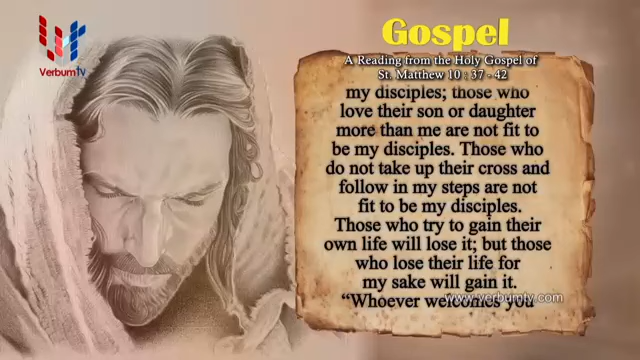 VerbumTv
Gospel
A Reading from the Holy Gospel of
St. Matthew 10 : 37 - 42
my disciples; those who
love their son or daughter
more than me are not fit to
be my disciples. Those who
do not take up their cross and
follow in my steps are not
fit to be my disciples.
Those who try to gain their
own life will lose it; but those
who lose their life for
my sake will gain it.
“Whoever welcomes you
www.verbumtv.com